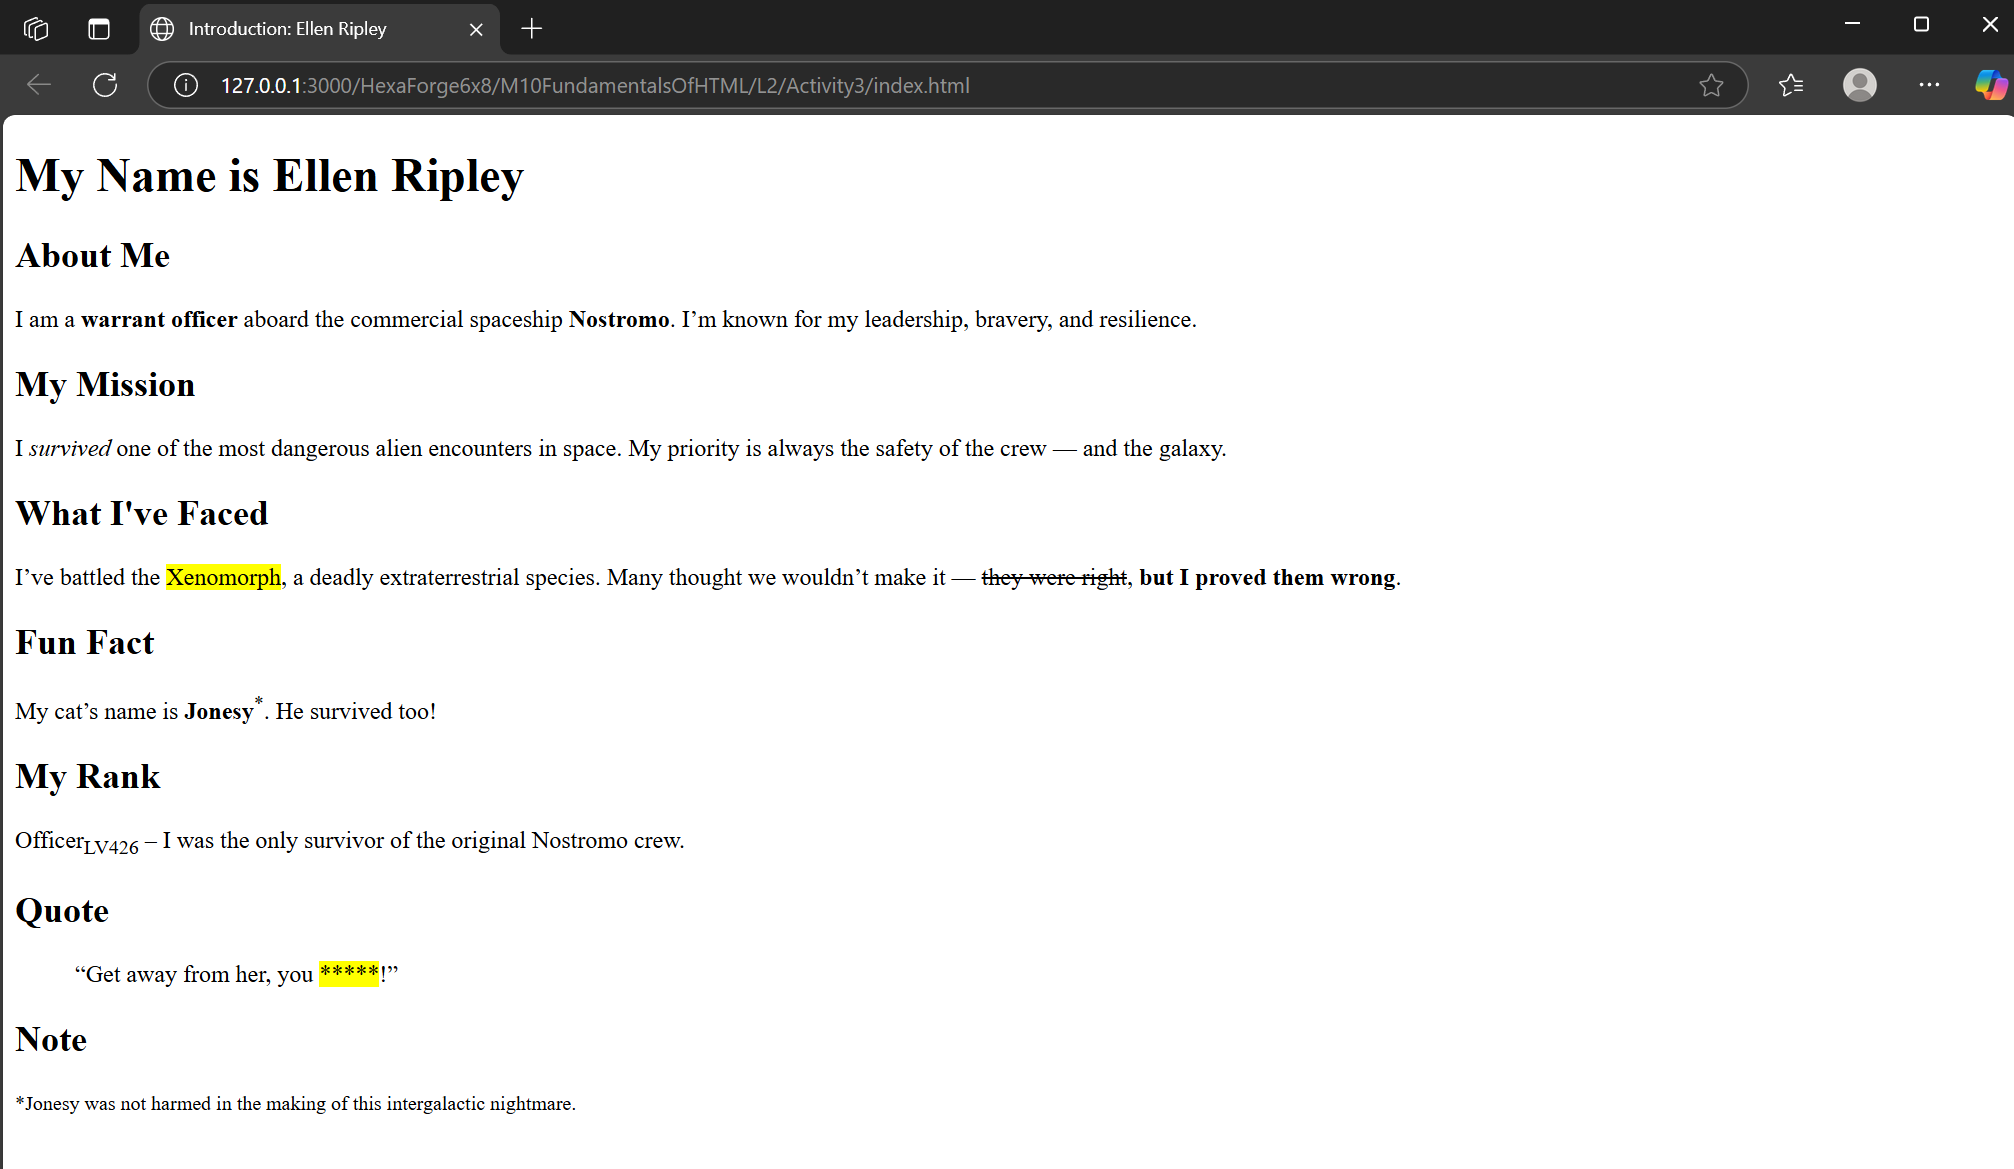 Introduction: Ellen Ripley
127.0.0.1:3000/HexaForge6x8/M10FundamentalsOfHTML/L2/Activity3/index.html
My Name is Ellen Ripley
About Me
I am a warrant officer aboard the commercial spaceship Nostromo. I’m known for my leadership, bravery, and resilience.
My Mission
I survived one of the most dangerous alien encounters in space. My priority is always the safety of the crew — and the galaxy.
What I've Faced
I’ve battled the Xenomorph, a deadly extraterrestrial species. Many thought we wouldn’t make it — they were right, but I proved them wrong.
Fun Fact
My cat’s name is Jonesy*. He survived too!
My Rank
OfficerLV426 – I was the only survivor of the original Nostromo crew.
Quote
“Get away from her, you *****!”
Note
*Jonesy was not harmed in the making of this intergalactic nightmare.